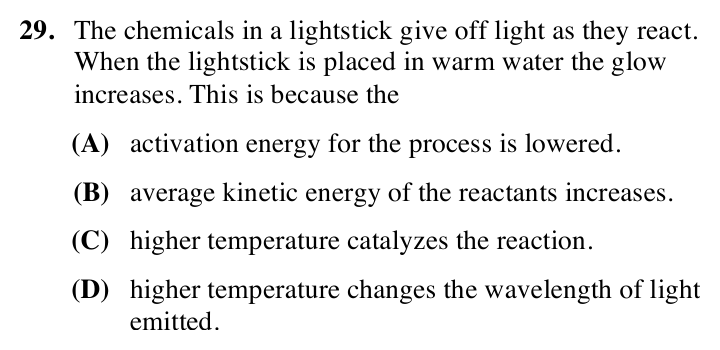 29. The chemicals in a lightstick give off light as they react.
When the lightstick is placed in warm water the glow
increases. This is because the
(A) activation energy for the process is lowered.
(B) average kinetic energy of the reactants increases.
(C) higher temperature catalyzes the reaction.
(D) higher temperature changes the wavelength of light
emitted.